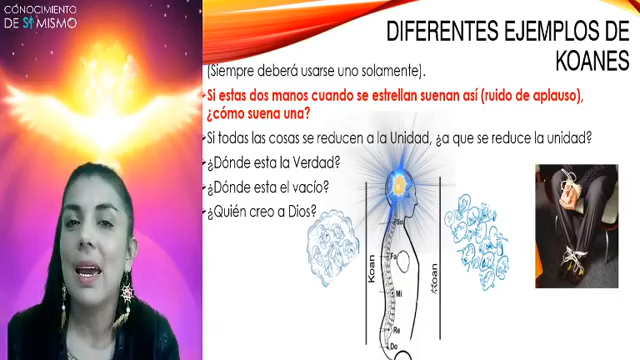 CONOCIMIENTO
DE SÍ MISMO
DIFERENTES EJEMPLOS DE
KOANES
(Siempre deberá usarse uno solamente).
Si estas dos manos cuando se estrellan suenan así (ruido de aplauso),
¿cómo suena una?
Si todas las cosas se reducen a la Unidad, ¿a que se reduce la unidad?
¿Dónde esta la Verdad?
¿Dónde esta el vacío?
¿Quién creo a Dios?
Koan
Sol
Fa
Mi
Re
Do
Koan